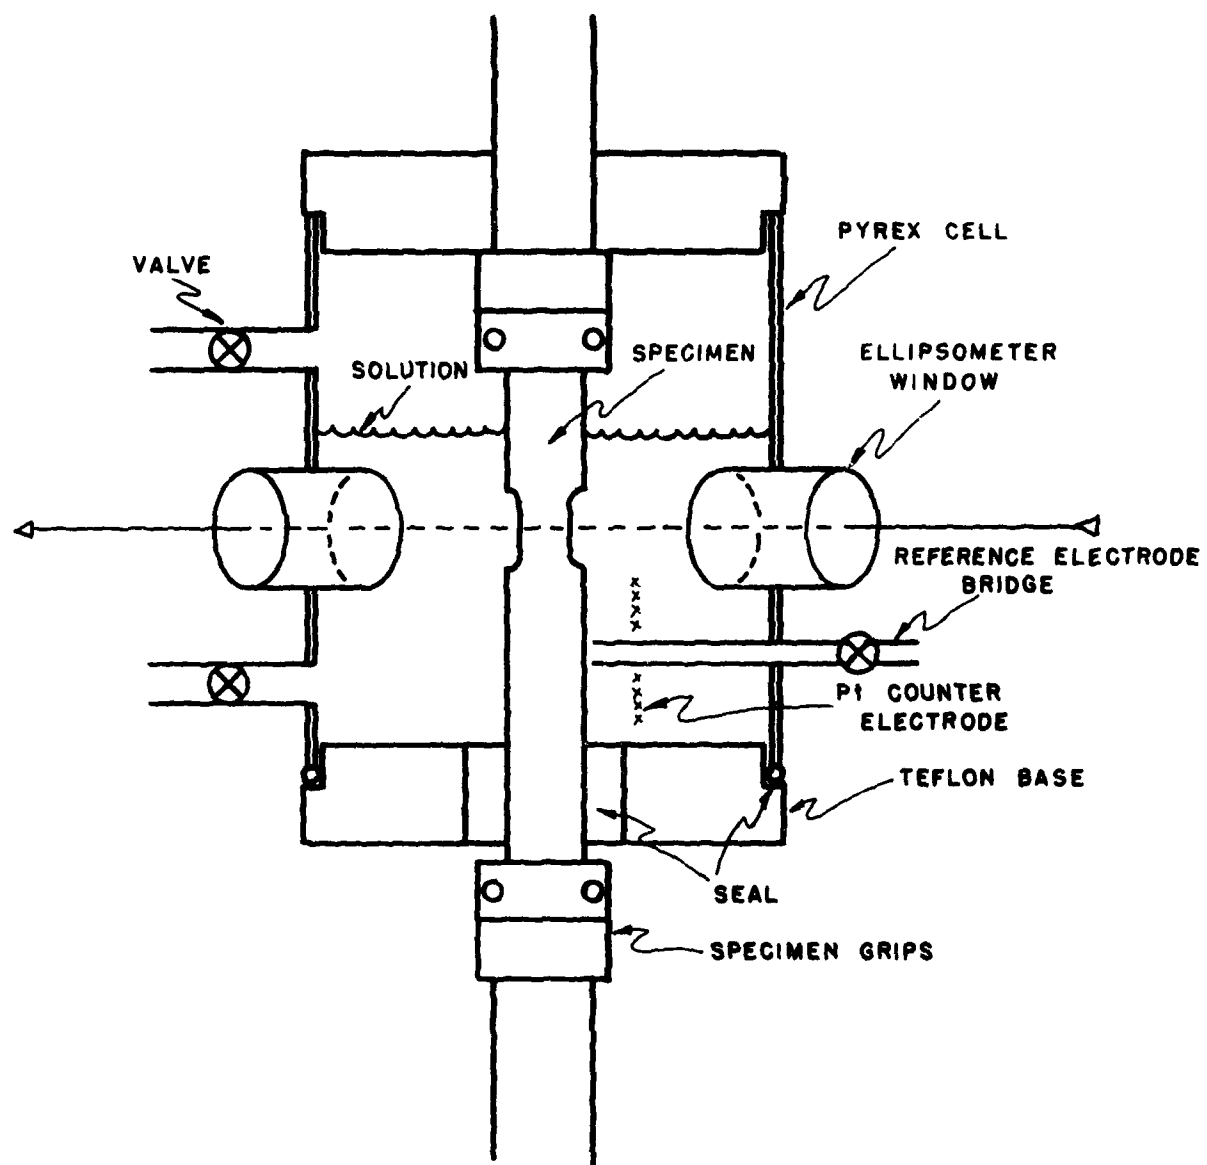 PYREX CELL
VALVE
SPECIMEN
ELLIPSOMETER
WINDOW
SOLUTION
REFERENCE ELECTRODE
BRIDGE
Pt COUNTER
ELECTRODE
TEFLON BASE
SEAL
SPECIMEN GRIPS